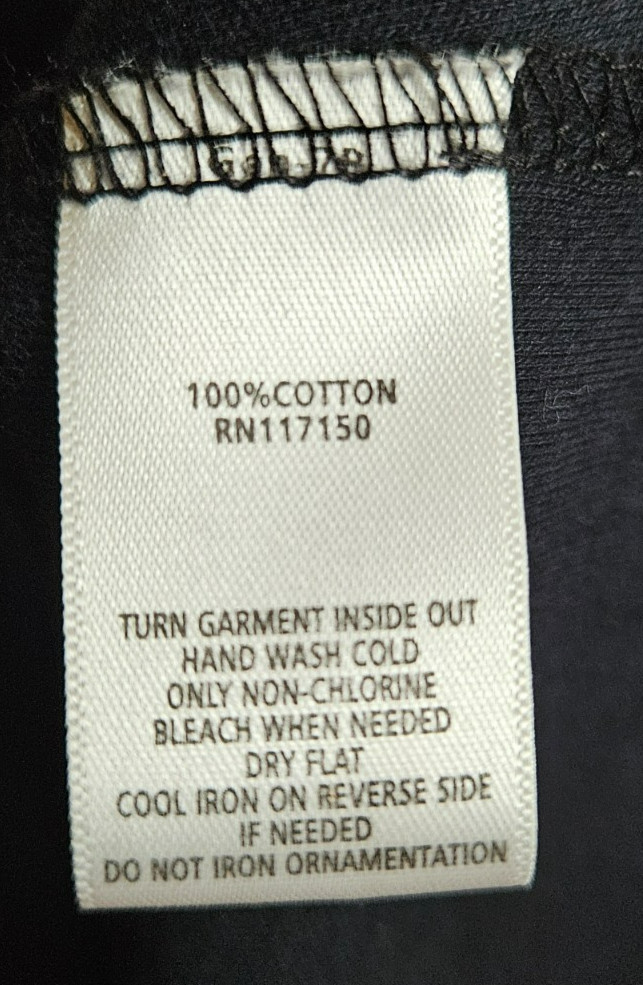 100%COTTON
RN117150
TURN GARMENT INSIDE OUT
HAND WASH COLD
ONLY NON-CHLORINE
BLEACH WHEN NEEDED
DRY FLAT
COOL IRON ON REVERSE SIDE
IF NEEDED
DO NOT IRON ORNAMENTATION